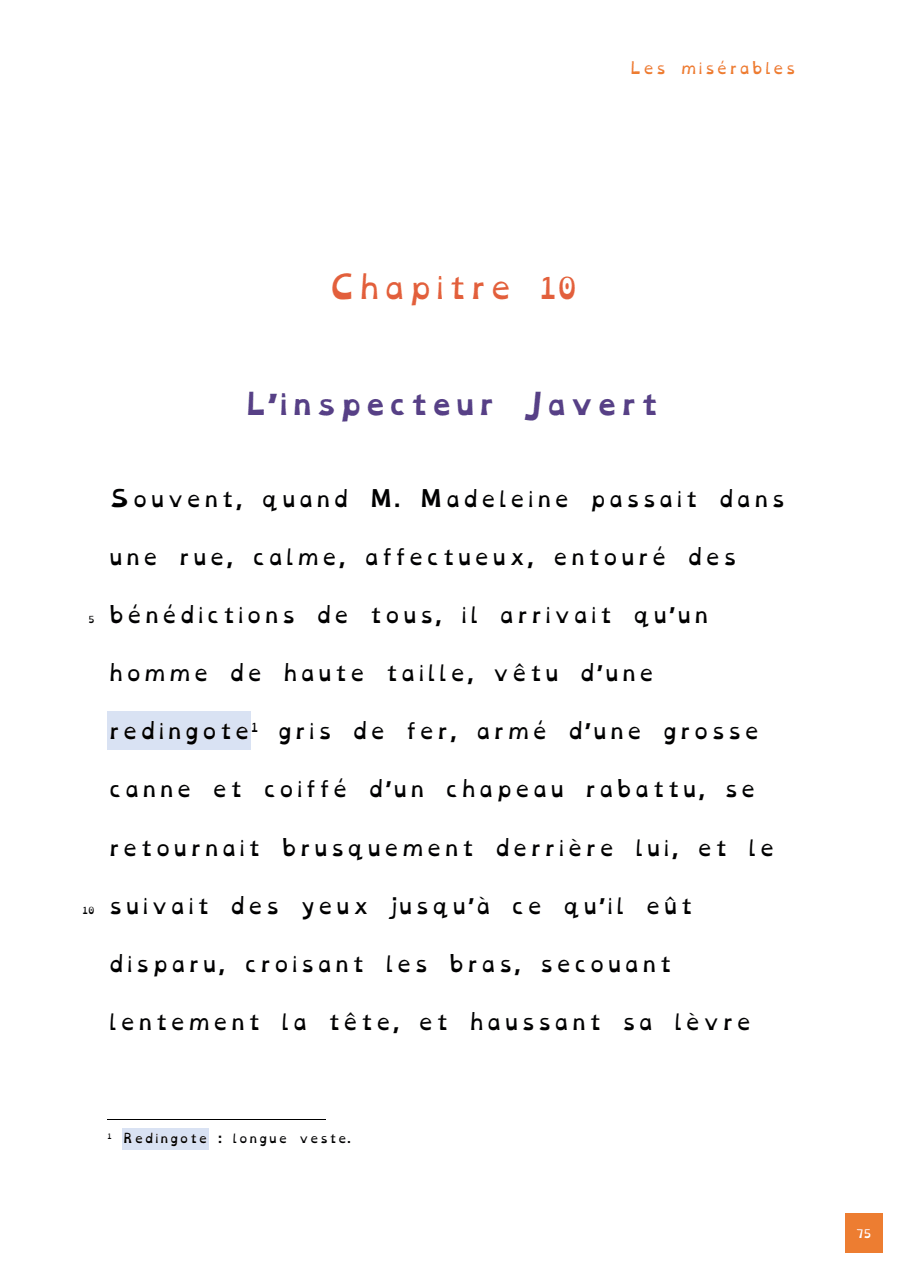 Les misérables
Chapitre 10
L'inspecteur Javert
Souvent, quand M. Madeleine passait dans
une rue, calme, affectueux, entouré des
5 bénédictions de tous, il arrivait qu'un
homme de haute taille, vêtu d'une
redingote¹ gris de fer, armé d'une grosse
canne et coiffé d'un chapeau rabattu, se
retournait brusquement derrière lui, et le
10 suivait des yeux jusqu'à ce qu'il eût
disparu, croisant les bras, secouant
lentement la tête, et haussant sa lèvre
¹ Redingote : longue veste.
75